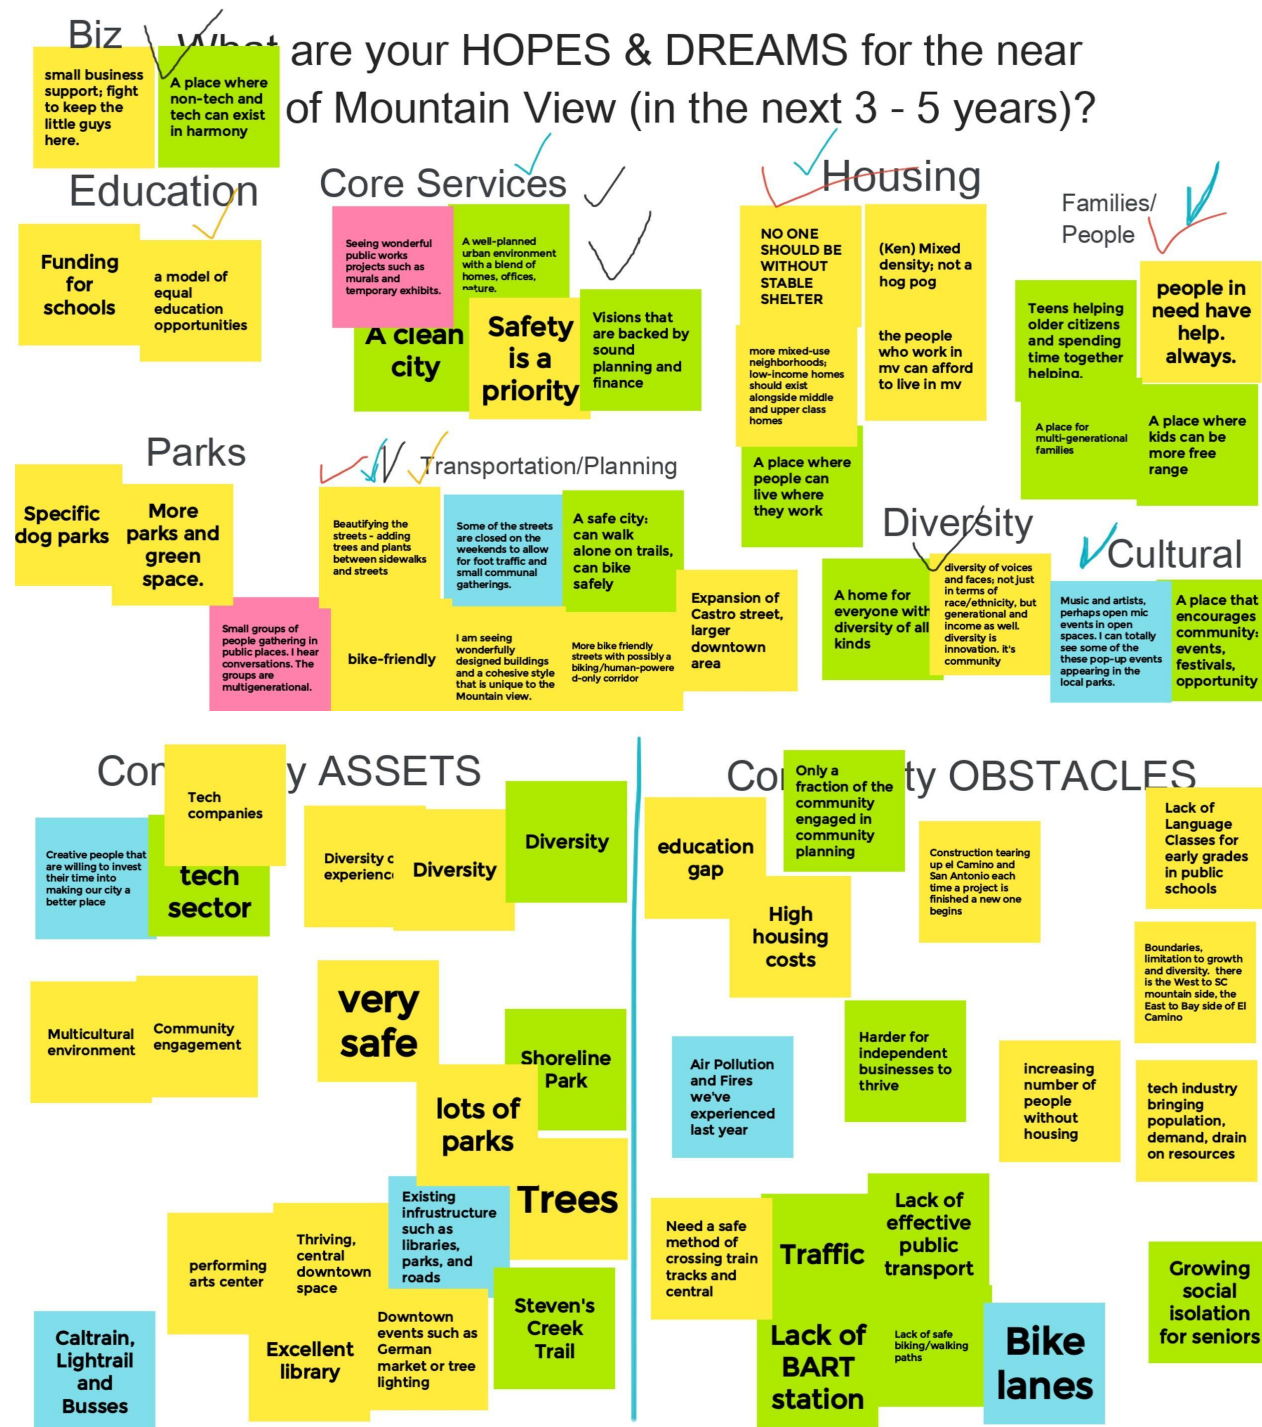 Biz
What are your HOPES & DREAMS for the near
of Mountain View (in the next 3 - 5 years)?
small business
support; fight
to keep the
little guys
here.
A place where
non-tech and
tech can exist
in harmony
Education
Funding
for
schools
a model of
equal
education
opportunities
Core Services
Seeing wonderful
public works
projects such as
murals and
temporary exhibits.
A well-planned
urban environment
with a blend of
homes, offices,
nature.
A clean
city
Safety
is a
priority
Visions that
are backed by
sound
planning and
finance
Housing
NO ONE
SHOULD BE
WITHOUT
STABLE
SHELTER
(Ken) Mixed
density; not a
hog pog
more mixed-use
neighborhoods;
low-income homes
should exist
alongside middle
and upper class
homes
the people
who work in
mv can afford
to live in mv
A place where
people can
live where
they work
Families/
People
Teens helping
older citizens
and spending
time together
helping.
people in
need have
help.
always.
A place for
multi-generational
families
A place where
kids can be
more free
range
Parks
Specific
dog parks
More
parks and
green
space.
Transportation/Planning
Beautifying the
streets - adding
trees and plants
between sidewalks
and streets
Some of the streets
are closed on the
weekends to allow
for foot traffic and
small communal
gatherings.
A safe city:
can walk
alone on trails,
can bike
safely
Expansion of
Castro street,
larger
downtown
area
Small groups of
people gathering in
public places. I hear
conversations. The
groups are
multigenerational.
bike-friendly
I am seeing
wonderfully
designed buildings
and a cohesive style
that is unique to the
Mountain view.
More bike friendly
streets with possibly a
biking/human-powere
d-only corridor
Diversity
A home for
everyone with
diversity of all
kinds
diversity of voices
and faces; not just
in terms of
race/ethnicity, but
generational and
income as well.
diversity is
innovation. it's
community
Cultural
Music and artists,
perhaps open mic
events in open
spaces. I can totally
see some of the
these pop-up events
appearing in the
local parks.
A place that
encourages
community:
events,
festivals,
opportunity
ASSETS
Tech
companies
Creative people that
are willing to invest
their time into
making our city a
better place
tech
sector
Diversity
experience
Diversity
Diversity
Multicultural
environment
Community
engagement
very
safe
Shoreline
Park
lots of
parks
Trees
Existing
infrustructure
such as
libraries,
parks, and
roads
performing
arts center
Thriving,
central
downtown
space
Caltrain,
Lightrail
and
Busses
Excellent
library
Downtown
events such as
German
market or tree
lighting
Steven's
Creek
Trail
OBSTACLES
education
gap
Only a
fraction of the
community
engaged in
community
planning
High
housing
costs
Construction tearing
up el Camino and
San Antonio each
time a project is
finished a new one
begins
Lack of
Language
Classes for
early grades
in public
schools
Boundaries,
limitation to growth
and diversity. there
is the West to SC
mountain side, the
East to Bay side of El
Camino
Air Pollution
and Fires
we've
experienced
last year
Harder for
independent
businesses to
thrive
increasing
number of
people
without
housing
tech industry
bringing
population,
demand, drain
on resources
Need a safe
method of
crossing train
tracks and
central
Traffic
Lack of
effective
public
transport
Lack of
BART
station
Lack of safe
biking/walking
paths
Bike
lanes
Growing
social
isolation
for seniors